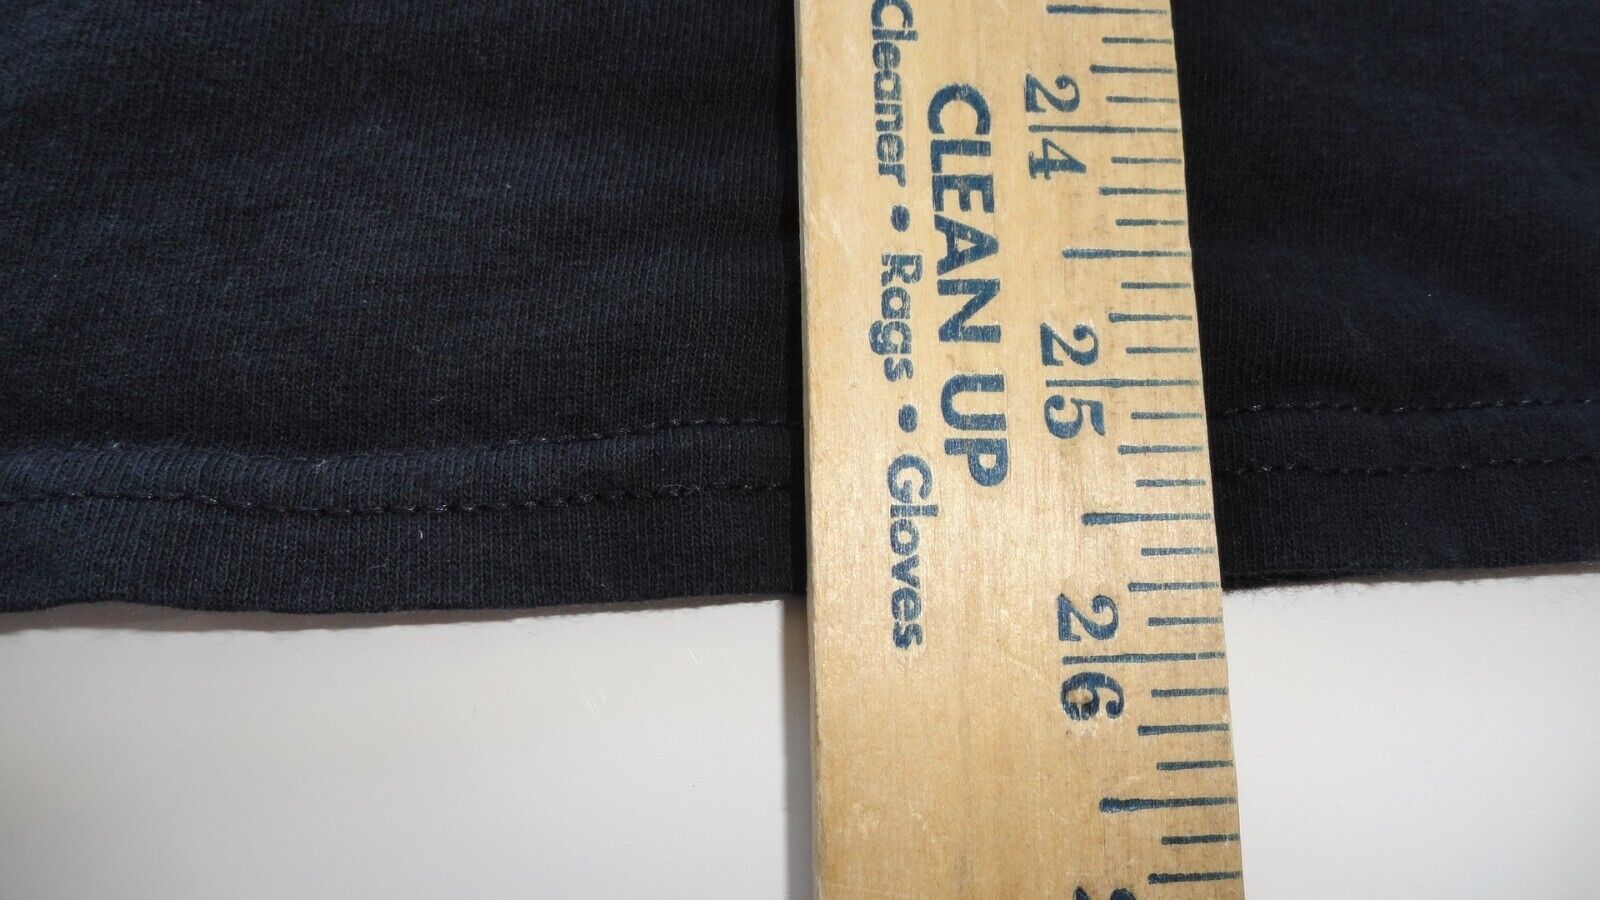 CLEAN UP
Cleaner • Rags • Gloves
24
25
26